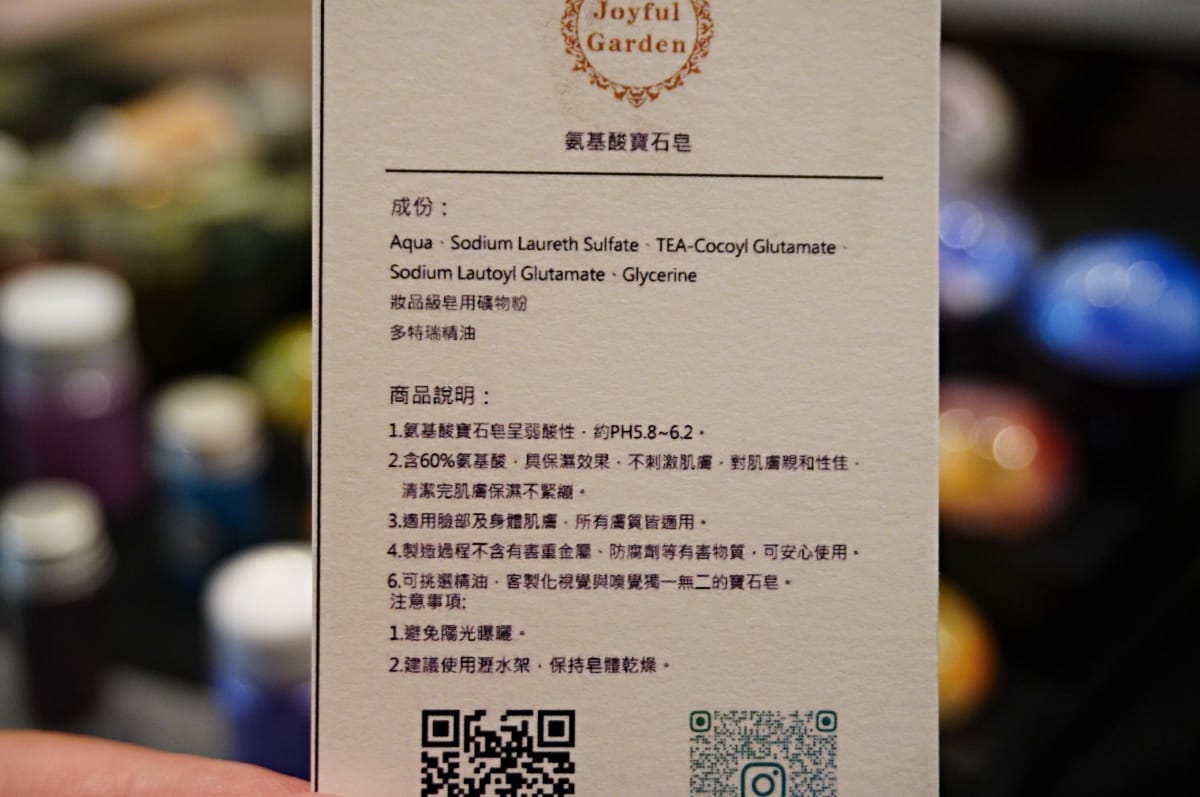 Joyful
Garden
氨基酸寶石皂
成份：
Aqua、Sodium Laureth Sulfate、TEA-Cocoyl Glutamate、
Sodium Lautoyl Glutamate、Glycerine
妝品級皂用礦物粉
多特瑞精油
商品說明：
1.氨基酸寶石皂呈弱酸性，約PH5.8~6.2。
2.含60%氨基酸，具保濕效果，不刺激肌膚，對肌膚親和性佳，
清潔完肌膚保濕不緊繃。
3.適用臉部及身體肌膚，所有膚質皆適用。
4.製造過程不含有害重金屬、防腐劑等有害物質，可安心使用。
6.可挑選精油，客製化視覺與嗅覺獨一無二的寶石皂。
注意事項;
1.避免陽光曝曬。
2.建議使用瀝水架，保持皂體乾燥。